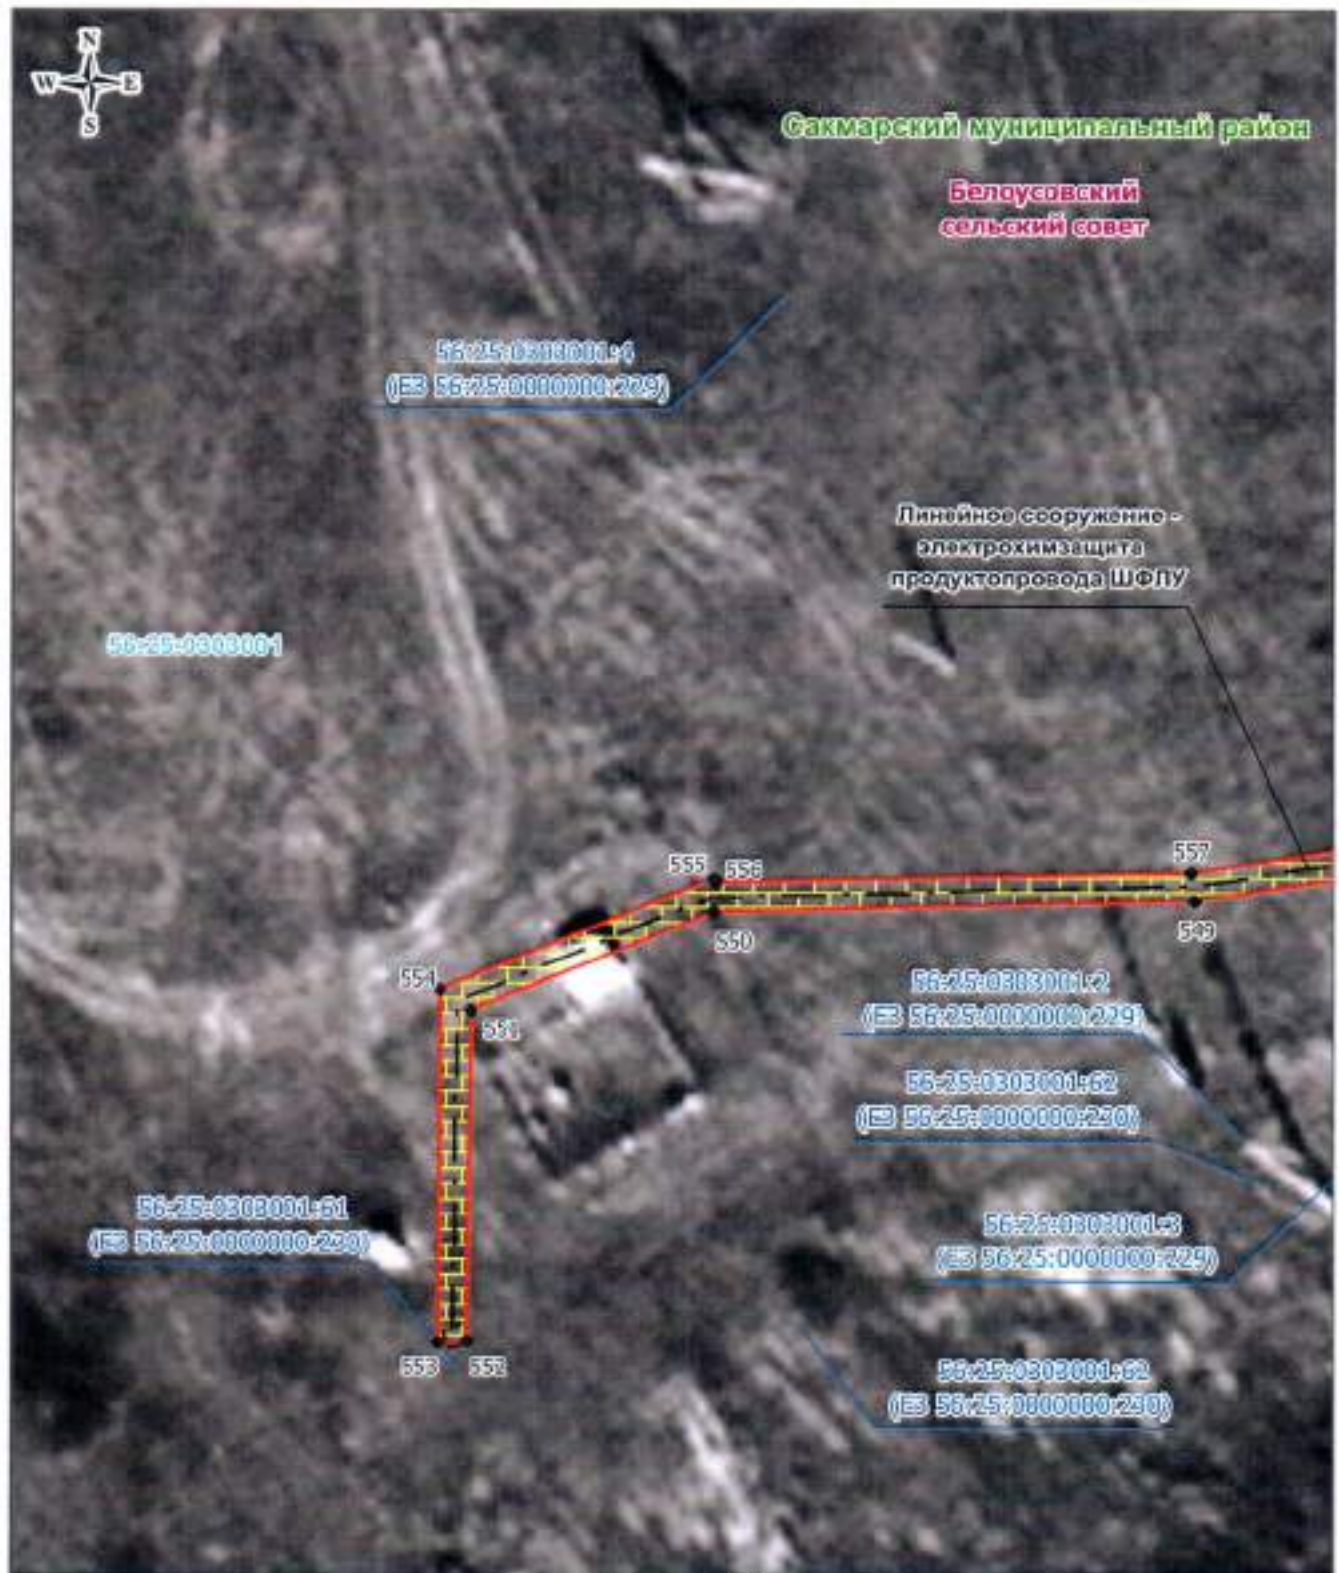 N
W E
S
Сакмарский муниципальный район
Белоусовский
сельский совет
56:25:0303001:4
(ЕЗ 56:25:0000000:229)
Линейное сооружение -
электрохимзащита
продуктопровода ШФЛУ
56:25:0303001
555 556
557
550
549
554
551
56:25:0303001:2
(ЕЗ 56:25:0000000:229)
56:25:0303001:62
(ЕЗ 56:25:0000000:230)
56:25:0303001:61
(ЕЗ 56:25:0000000:230)
56:25:0303001:3
(ЕЗ 56:25:0000000:229)
553 552
56:25:0303001:62
(ЕЗ 56:25:0000000:230)